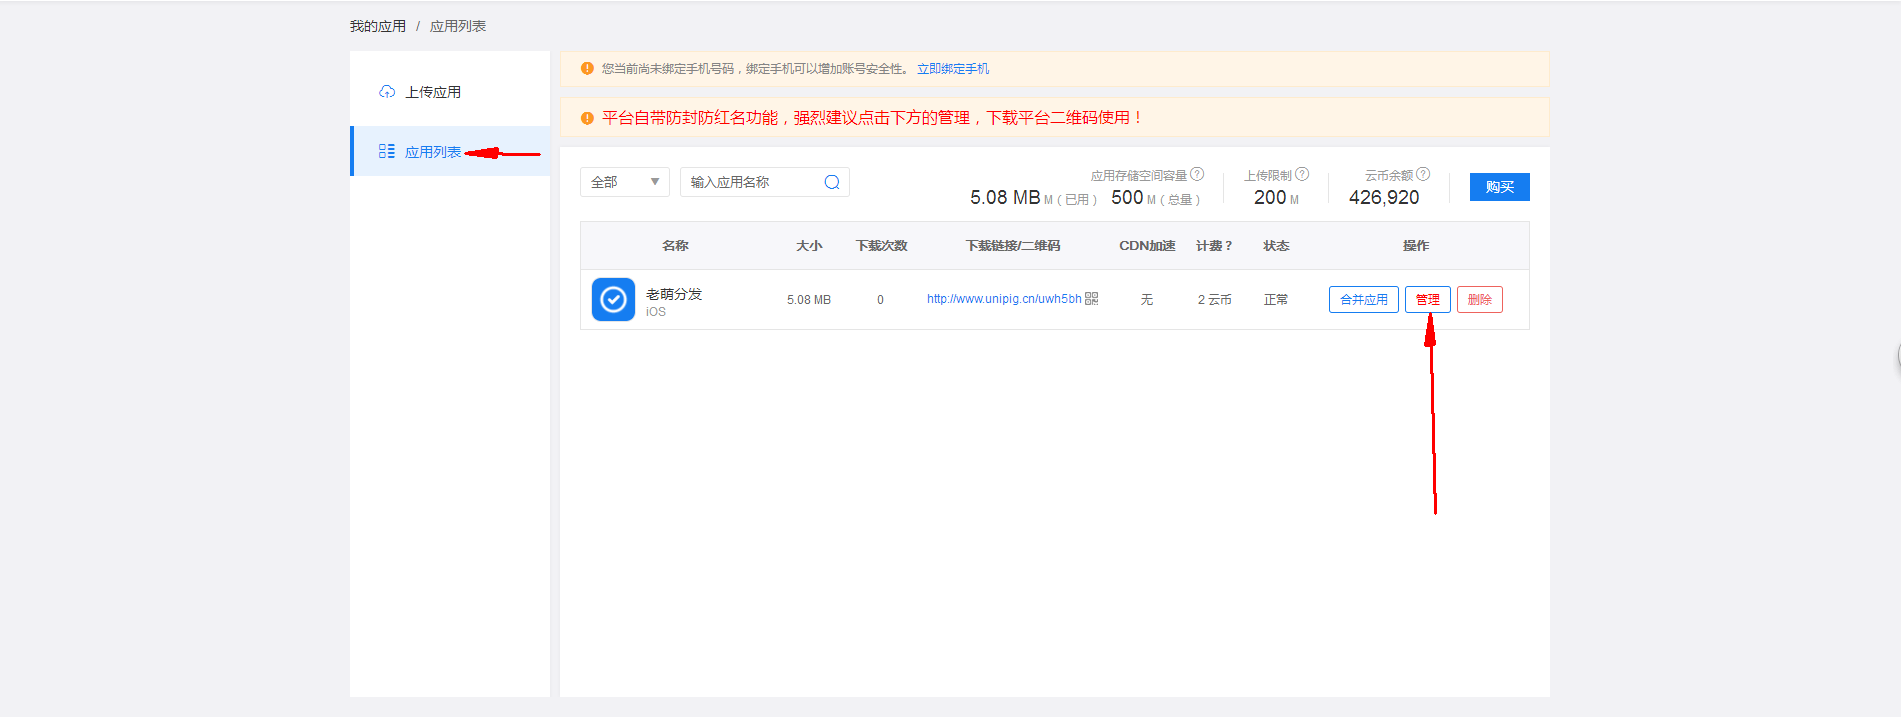 我的应用 / 应用列表
上传应用
应用列表
您当前尚未绑定手机号码，绑定手机可以增加账号安全性。 立即绑定手机
平台自带防封防红名功能，强烈建议点击下方的管理，下载平台二维码使用！
全部
输入应用名称
应用存储空间容量 ?
5.08 MB M（已用） 500 M（总量）
上传限制 ?
200 M
云币余额 ?
426,920
购买
名称 大小 下载次数 下载链接/二维码 CDN加速 计费？ 状态 操作
老萌分发
iOS
5.08 MB 0 http://www.unipig.cn/uwh5bh 无 2 云币 正常 合并应用 管理 删除